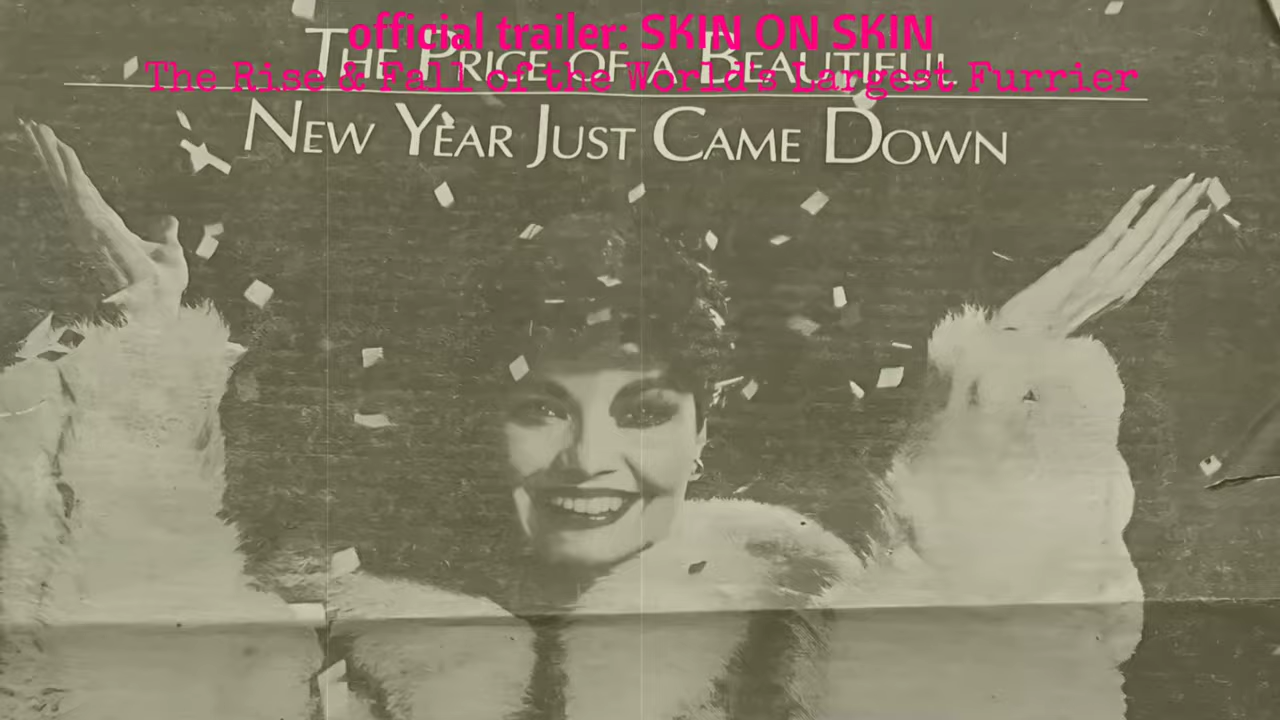 official trailer: SKIN ON SKIN
THE PRICE OF A BEAUTIFUL
The Rise & Fall of the World's Largest Furrier
NEW YEAR JUST CAME DOWN